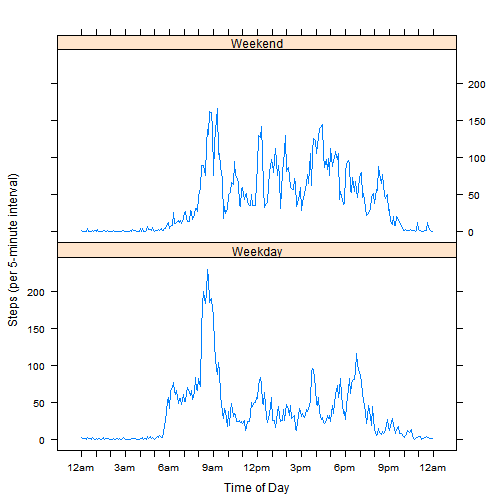 Weekend
200
150
100
50
0
Weekday
200
150
100
50
0
12am 3am 6am 9am 12pm 3pm 6pm 9pm 12am
Time of Day
Steps (per 5-minute interval)